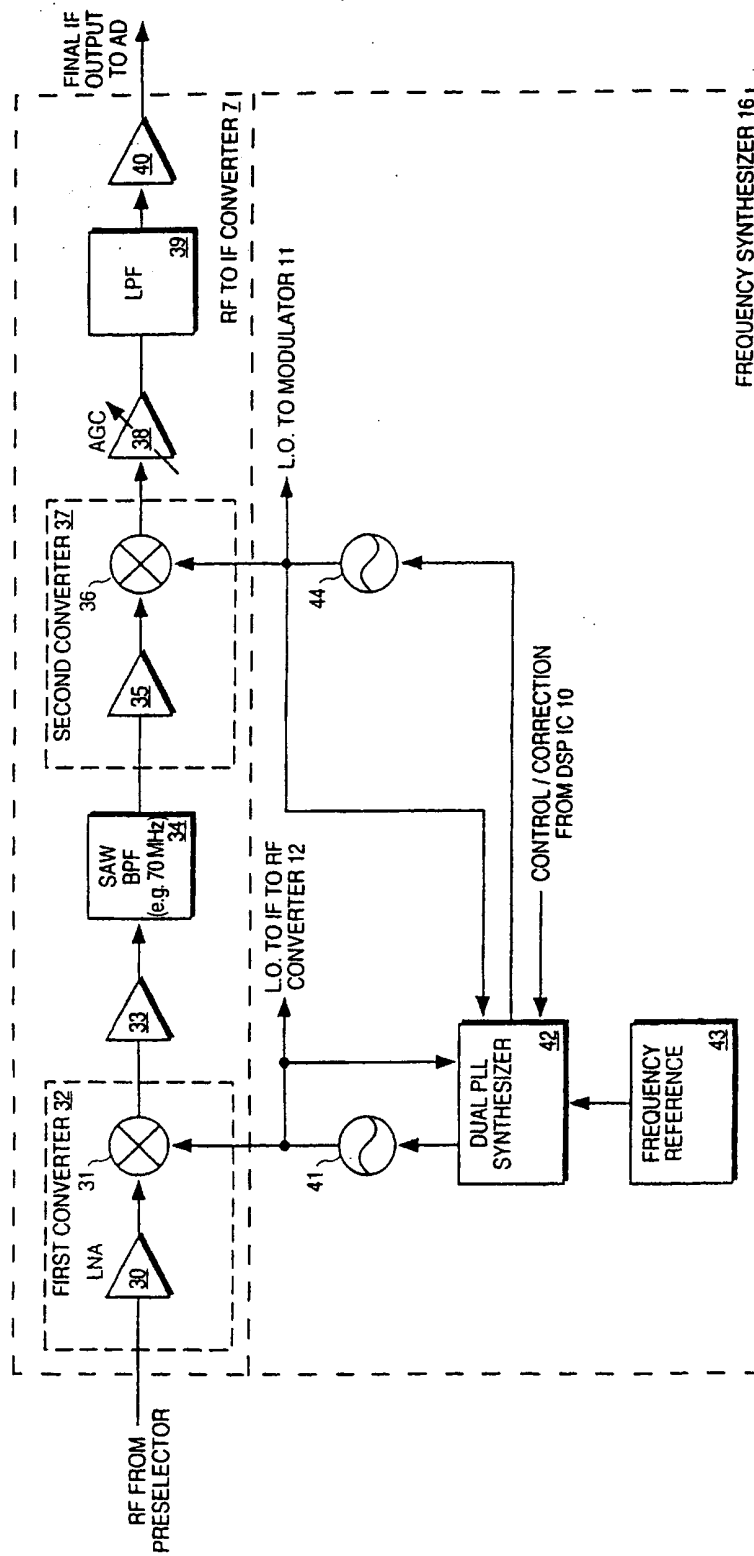 RF FROM
PRESELECTOR
FIRST CONVERTER 32
LNA
30
31
33
SAW
BPF
(e.g. 70 MHz)
34
SECOND CONVERTER 37
35
36
AGC
38
LPF
39
40
FINAL IF
OUTPUT
TO AD
RF TO IF CONVERTER 7
L.O. TO IF TO RF
CONVERTER 12
L.O. TO MODULATOR 11
41
44
DUAL PLL
SYNTHESIZER
42
CONTROL / CORRECTION
FROM DSP IC 10
FREQUENCY
REFERENCE
43
FREQUENCY SYNTHESIZER 16